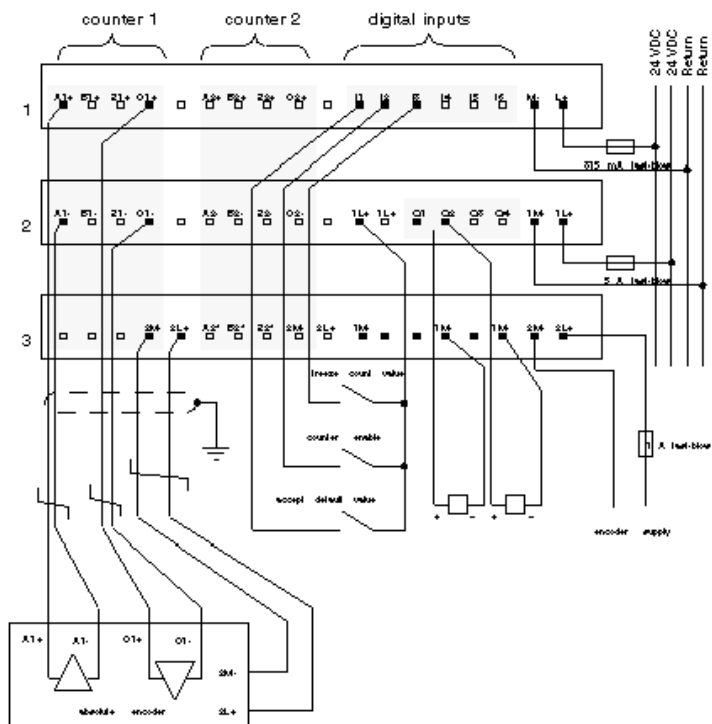 counter 1 counter 2 digital inputs
24 VDC
24 VDC
Return
Return
1
A1+ B1+ Z1+ O1+ A2+ B2+ Z2+ O2+ I1 I2 I3 I4 I5 I6 M- L+
315 mA fast-blow
2
A1- B1- Z1- O1- A2- B2- Z2- O2- 1L+ 1L+ Q1 Q2 Q3 Q4 1M- 1L+
5 A fast-blow
3
2M- 2L+ A2* B2* Z2* 2M- 2L+ 1M- 1M- 1M- 2M- 2L+
freeze count value
counter enable
1 A fast-blow
accept default value
+ - + -
encoder supply
A1+ A1- O1+ O1-
2M-
absolute encoder 2L+